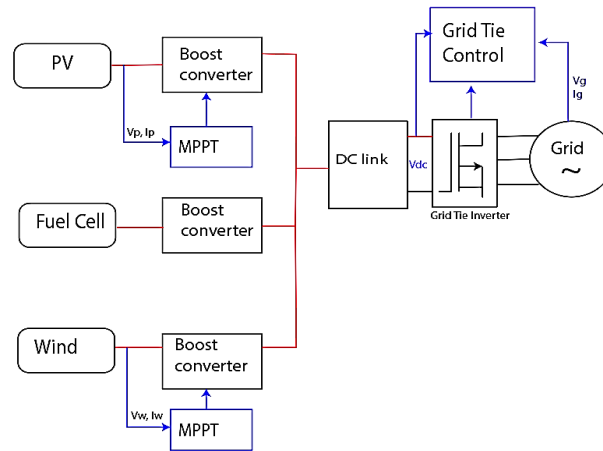 PV
Boost
converter
Vp, Ip
MPPT
Fuel Cell
Boost
converter
Wind
Boost
converter
Vw, Iw
MPPT
DC link
Vdc
Grid Tie
Control
Grid Tie Inverter
Vg
Ig
Grid
~